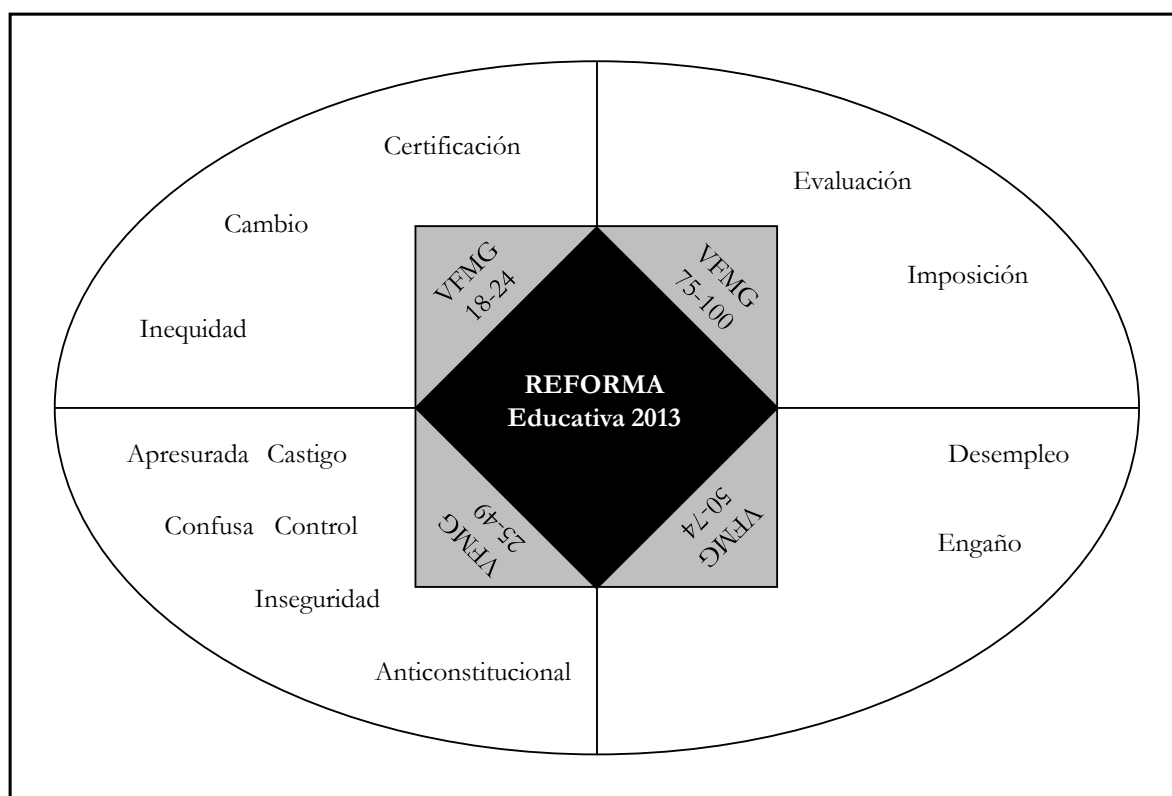 Certificación
Evaluación
Cambio
Imposición
Inequidad
VFMG
18-24
VFMG
75-100
REFORMA
Educativa 2013
VFMG
25-49
VFMG
50-74
Apresurada Castigo
Desempleo
Confusa Control
Engaño
Inseguridad
Anticonstitucional